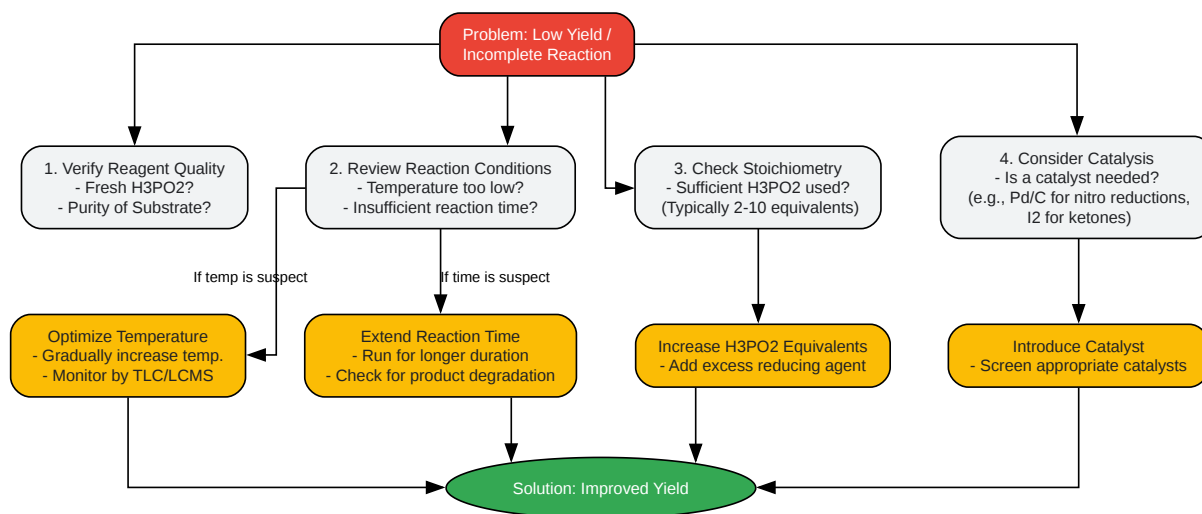 Problem: Low Yield /
Incomplete Reaction
1. Verify Reagent Quality
- Fresh H3PO2?
- Purity of Substrate?
2. Review Reaction Conditions
- Temperature too low?
- Insufficient reaction time?
3. Check Stoichiometry
- Sufficient H3PO2 used?
(Typically 2-10 equivalents)
4. Consider Catalysis
- Is a catalyst needed?
(e.g., Pd/C for nitro reductions,
I2 for ketones)
If temp is suspect
If time is suspect
Optimize Temperature
- Gradually increase temp.
- Monitor by TLC/LCMS
Extend Reaction Time
- Run for longer duration
- Check for product degradation
Increase H3PO2 Equivalents
- Add excess reducing agent
Introduce Catalyst
- Screen appropriate catalysts
Solution: Improved Yield